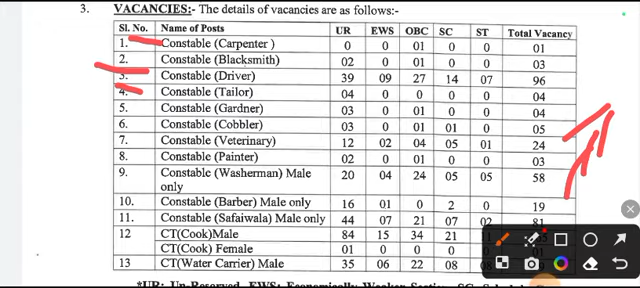 3. VACANCIES:- The details of vacancies are as follows:-
Sl. No. Name of Posts UR EWS OBC SC ST Total Vacancy
1. Constable (Carpenter ) 0 0 01 0 0 01
2. Constable (Blacksmith) 02 0 01 0 0 03
3. Constable (Driver) 39 09 27 14 07 96
4. Constable (Tailor) 04 0 0 0 0 04
5. Constable (Gardner) 03 0 01 0 0 04
6. Constable (Cobbler) 03 0 01 01 0 05
7. Constable (Veterinary) 12 02 04 05 01 24
8. Constable (Painter) 02 0 01 0 0 03
9. Constable (Washerman) Male only 20 04 24 05 05 58
10. Constable (Barber) Male only 16 01 0 2 0 19
11. Constable (Safaiwala) Male only 44 07 21 07 02 81
12 CT(Cook)Male 84 15 34 21
CT(Cook) Female 01 0 0 0
13 CT(Water Carrier) Male 35 06 22 08
*UR: Un-Reserved, EWS: Economically Weaker